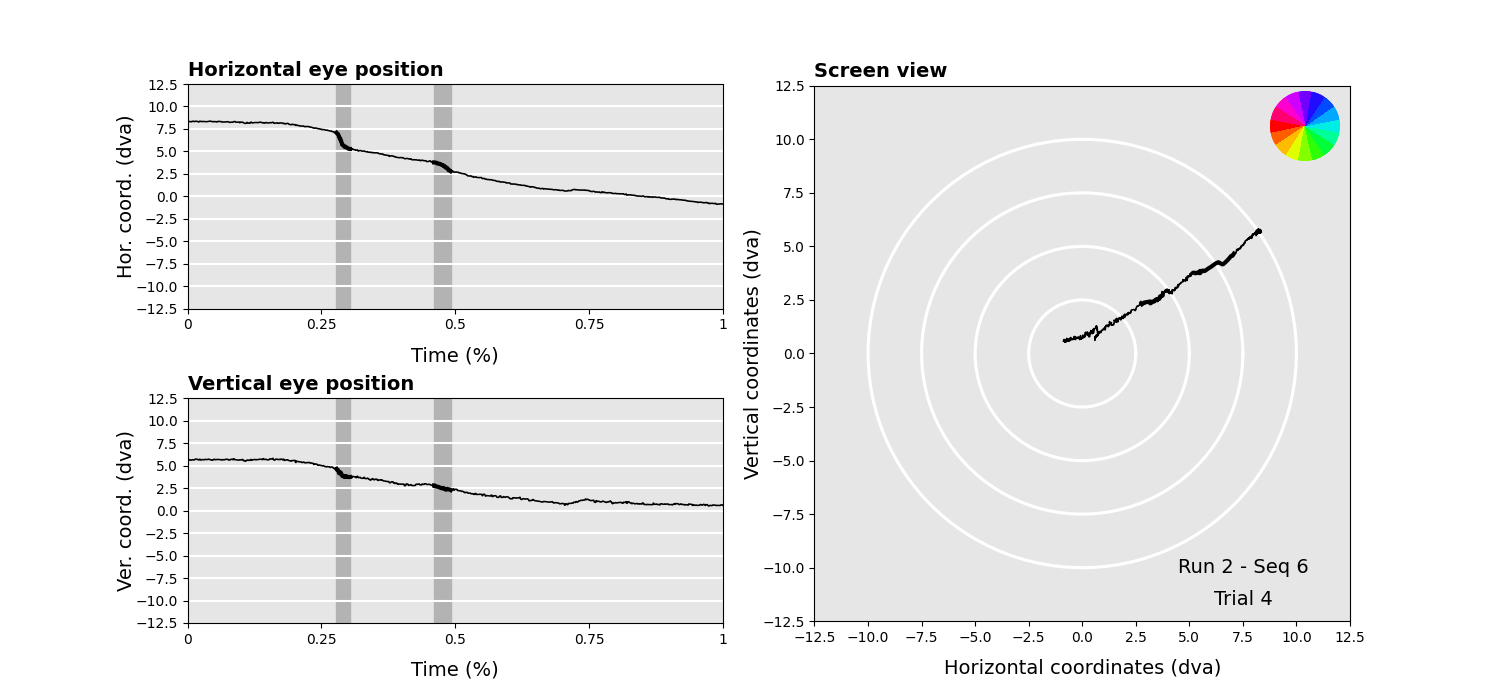 Horizontal eye position
12.5
10.0
7.5
5.0
2.5
0.0
−2.5
−5.0
−7.5
−10.0
−12.5
Hor. coord. (dva)
0 0.25 0.5 0.75 1
Time (%)
Vertical eye position
12.5
10.0
7.5
5.0
2.5
0.0
−2.5
−5.0
−7.5
−10.0
−12.5
Ver. coord. (dva)
0 0.25 0.5 0.75 1
Time (%)
Screen view
12.5
10.0
7.5
5.0
2.5
0.0
−2.5
−5.0
−7.5
−10.0
−12.5
Vertical coordinates (dva)
Run 2 - Seq 6
Trial 4
−12.5 −10.0 −7.5 −5.0 −2.5 0.0 2.5 5.0 7.5 10.0 12.5
Horizontal coordinates (dva)